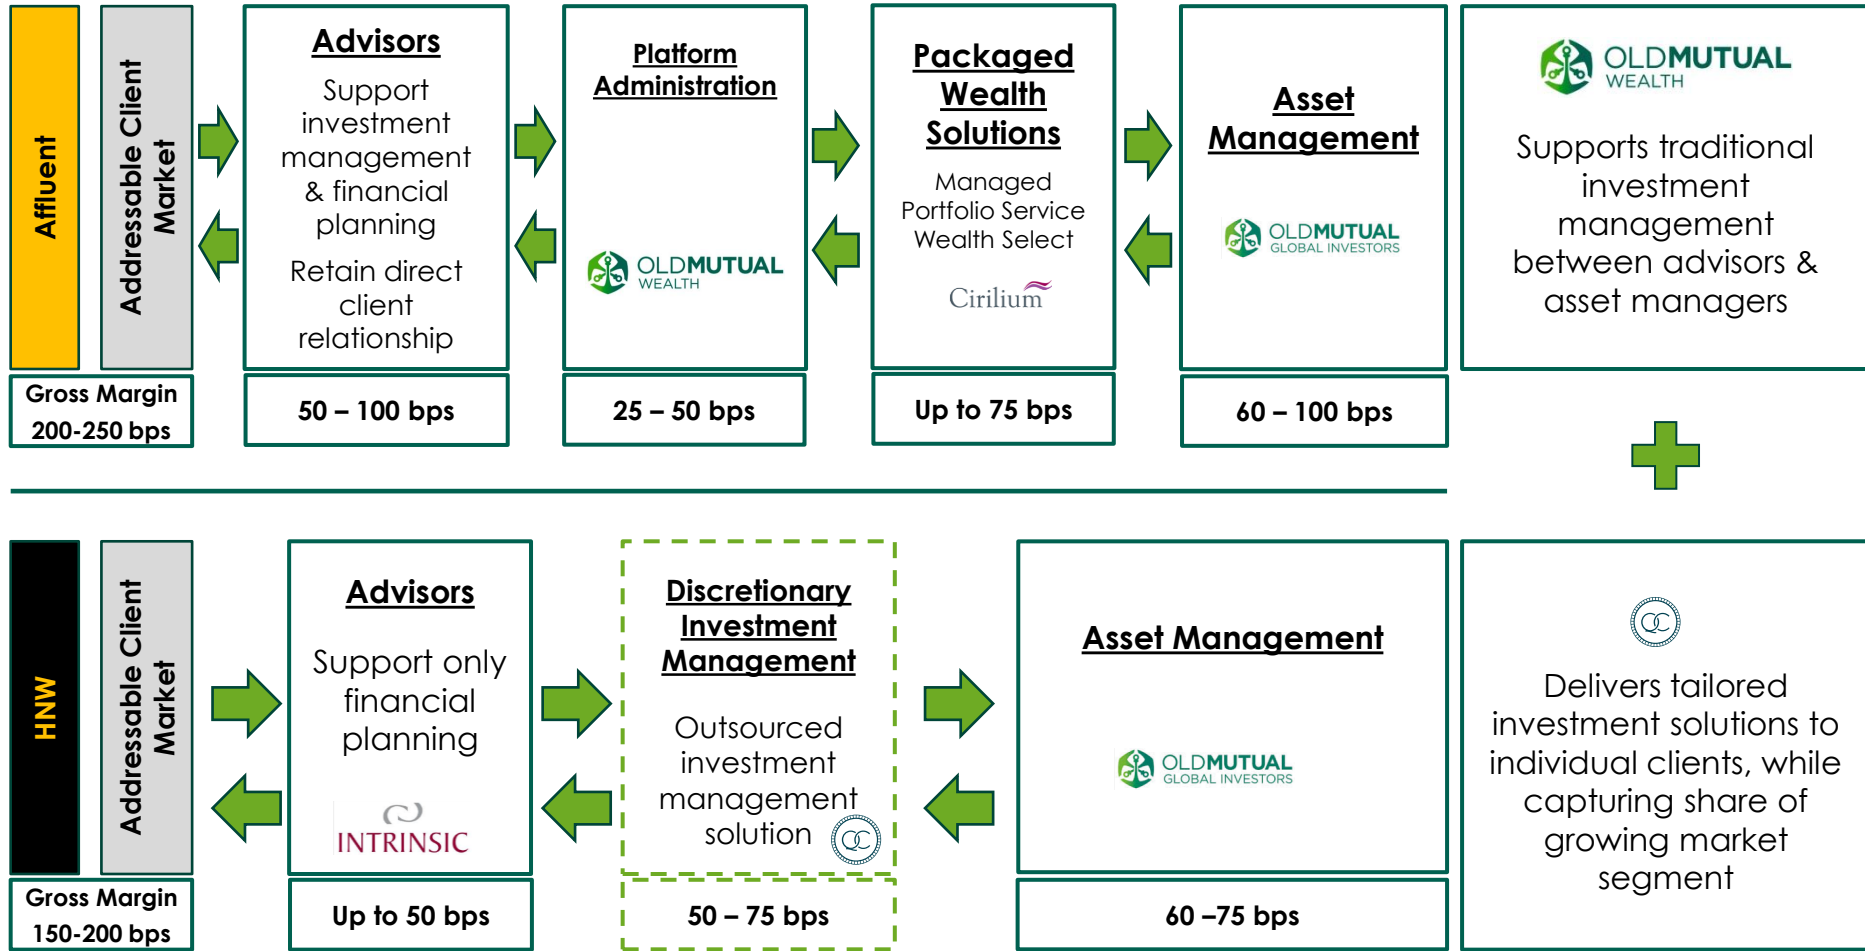 Affluent
Addressable Client
Market
Gross Margin
200-250 bps
Advisors
Support
investment
management
& financial
planning
Retain direct
client
relationship
50 – 100 bps
Platform
Administration
OLDMUTUAL
WEALTH
25 – 50 bps
Packaged
Wealth
Solutions
Managed
Portfolio Service
Wealth Select
Cirilium
Up to 75 bps
Asset
Management
OLDMUTUAL
GLOBAL INVESTORS
60 – 100 bps
OLDMUTUAL
WEALTH
Supports traditional
investment
management
between advisors &
asset managers
HNW
Addressable Client
Market
Gross Margin
150-200 bps
Advisors
Support only
financial
planning
INTRINSIC
Up to 50 bps
Discretionary
Investment
Management
Outsourced
investment
management
solution
QC
50 – 75 bps
Asset Management
OLDMUTUAL
GLOBAL INVESTORS
60 –75 bps
QC
Delivers tailored
investment solutions to
individual clients, while
capturing share of
growing market
segment